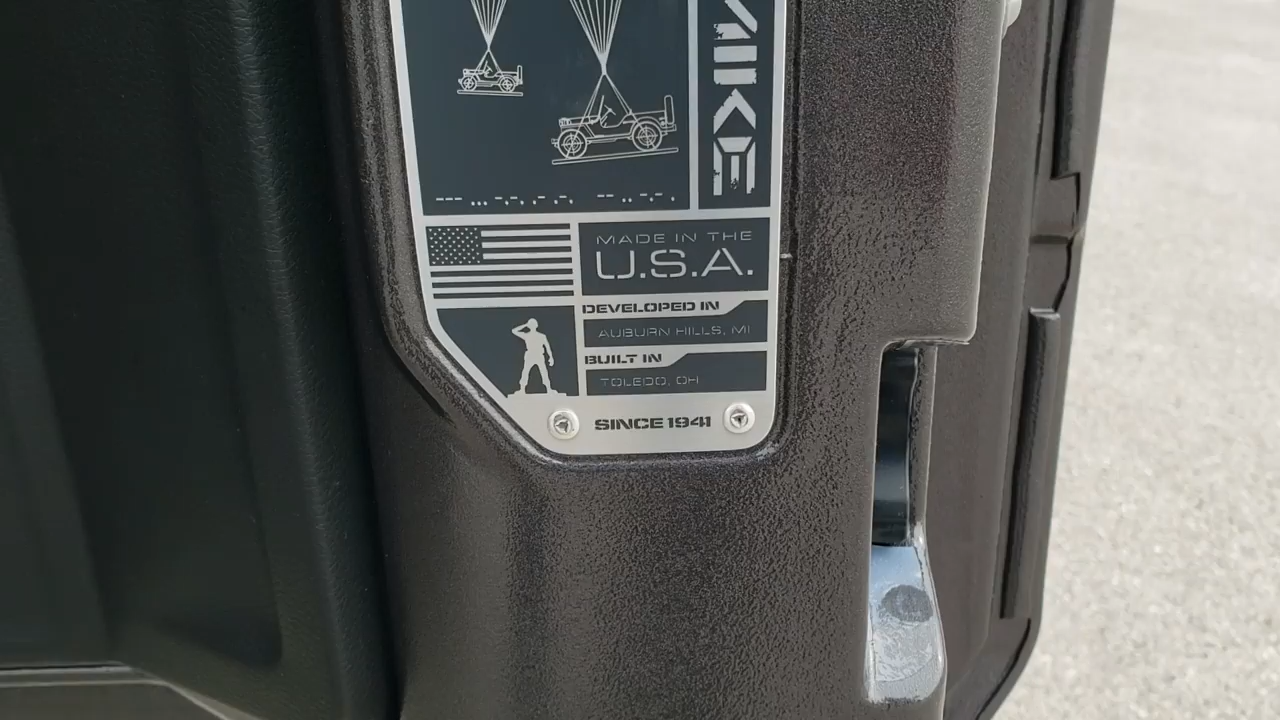 MADE IN THE
U.S.A.
DEVELOPED IN
AUBURN HILLS, MI
BUILT IN
TOLEDO, OH
SINCE 1941